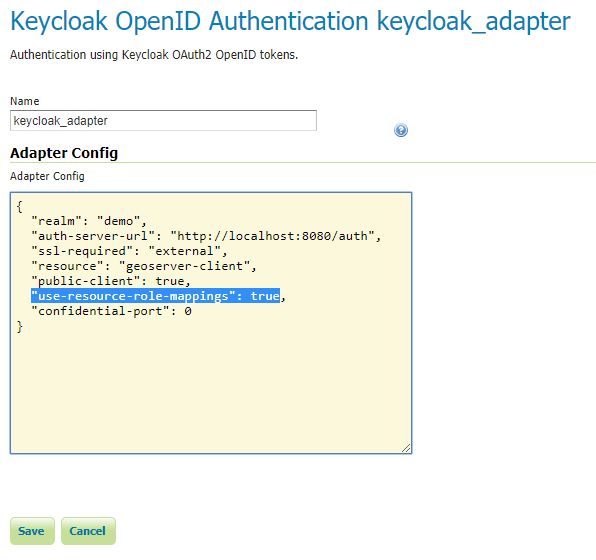 Keycloak OpenID Authentication keycloak_adapter
Authentication using Keycloak OAuth2 OpenID tokens.
Name
keycloak_adapter
?
Adapter Config
Adapter Config
{
"realm": "demo",
"auth-server-url": "http://localhost:8080/auth",
"ssl-required": "external",
"resource": "geoserver-client",
"public-client": true,
"use-resource-role-mappings": true,
"confidential-port": 0
}
Save Cancel